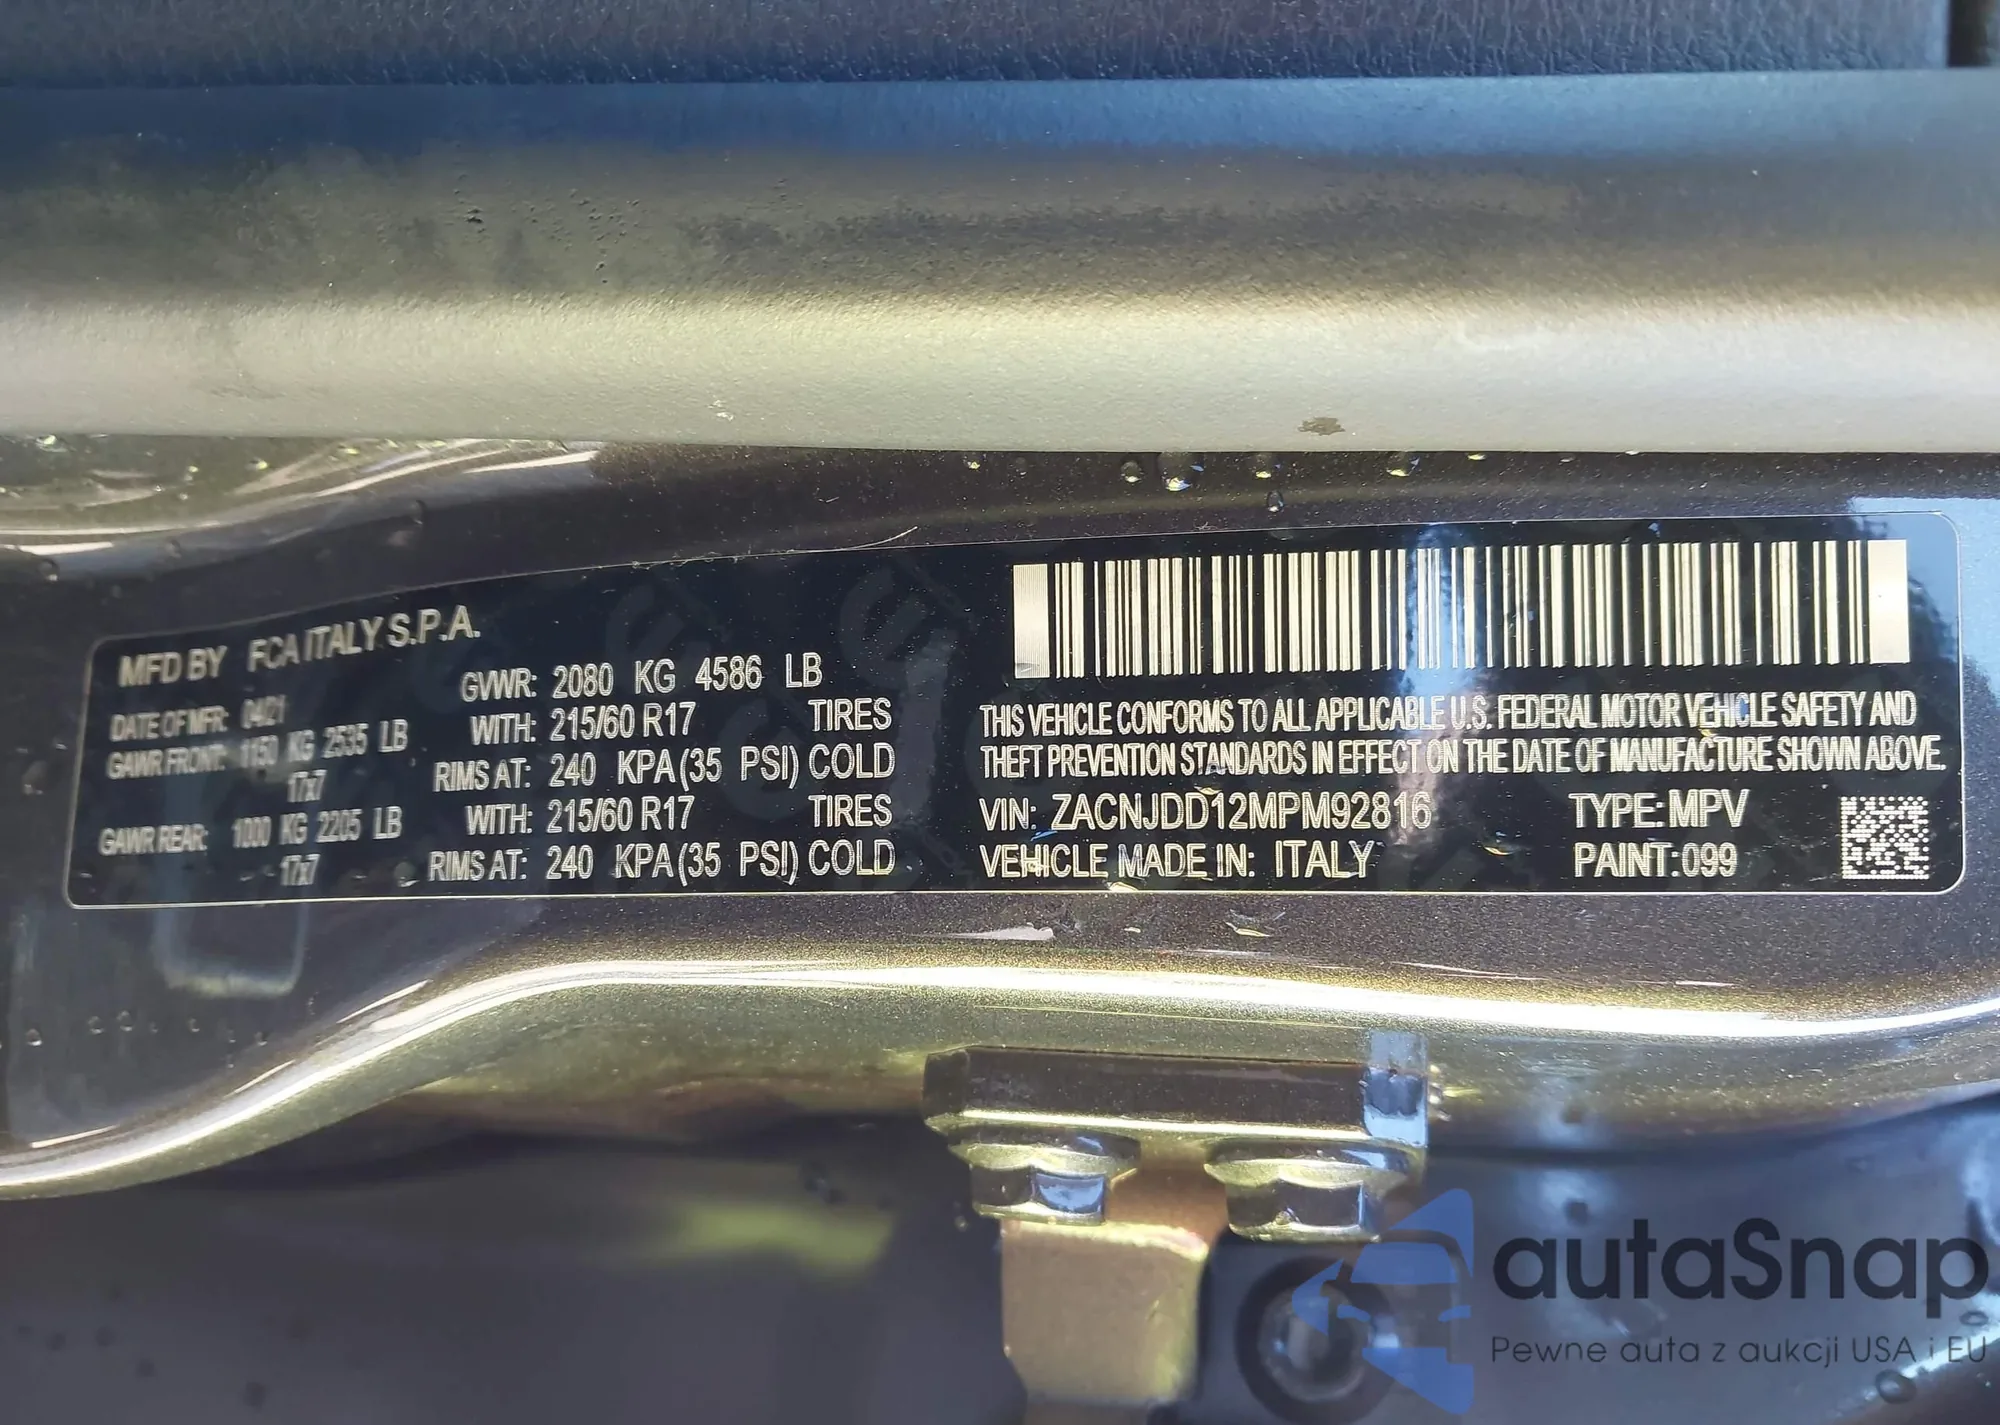 MFD BY FCA ITALY S.P.A.
DATE OF MFR: 04/21 GVWR: 2080 KG 4586 LB
GAWR FRONT: 1150 KG 2535 LB WITH: 215/60 R17 TIRES
17x7 RIMS AT: 240 KPA (35 PSI) COLD
GAWR REAR: 1000 KG 2205 LB WITH: 215/60 R17 TIRES
17x7 RIMS AT: 240 KPA (35 PSI) COLD
THIS VEHICLE CONFORMS TO ALL APPLICABLE U.S. FEDERAL MOTOR VEHICLE SAFETY AND
THEFT PREVENTION STANDARDS IN EFFECT ON THE DATE OF MANUFACTURE SHOWN ABOVE.
VIN: ZACNJDD12MPM92816 TYPE: MPV
VEHICLE MADE IN: ITALY PAINT: 099
autaSnap
Pewne auta z aukcji USA i EU